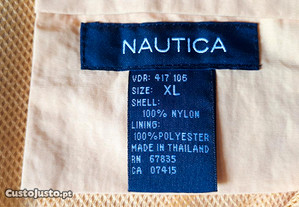 NAUTICA
VDR: 417 105
SIZE: XL
SHELL:
100% NYLON
LINING:
100% POLYESTER
MADE IN THAILAND
RN 67835
CA 07415
CustoJusto.pt